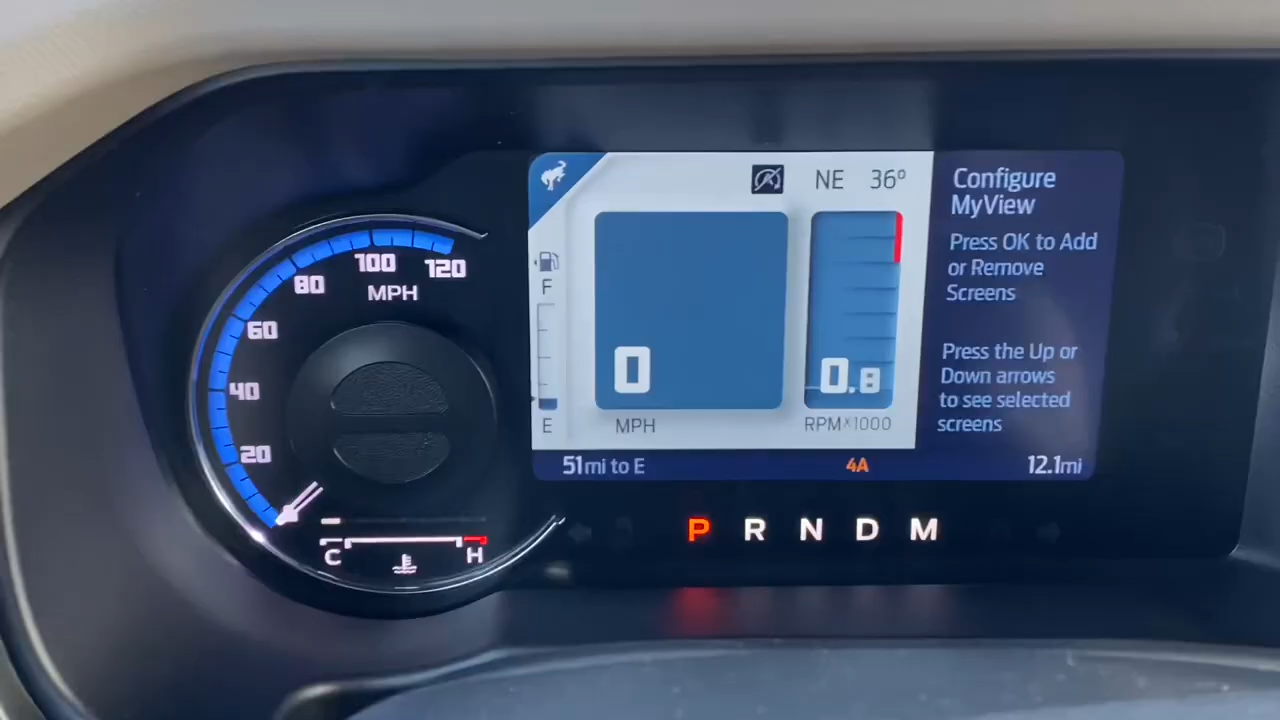 120
100
80
MPH
60
40
20
C
H
NE 36°
F
E
0
MPH
0.8
RPM×1000
51mi to E
4A
12.1mi
Configure
MyView
Press OK to Add
or Remove
Screens
Press the Up or
Down arrows
to see selected
screens
P R N D M